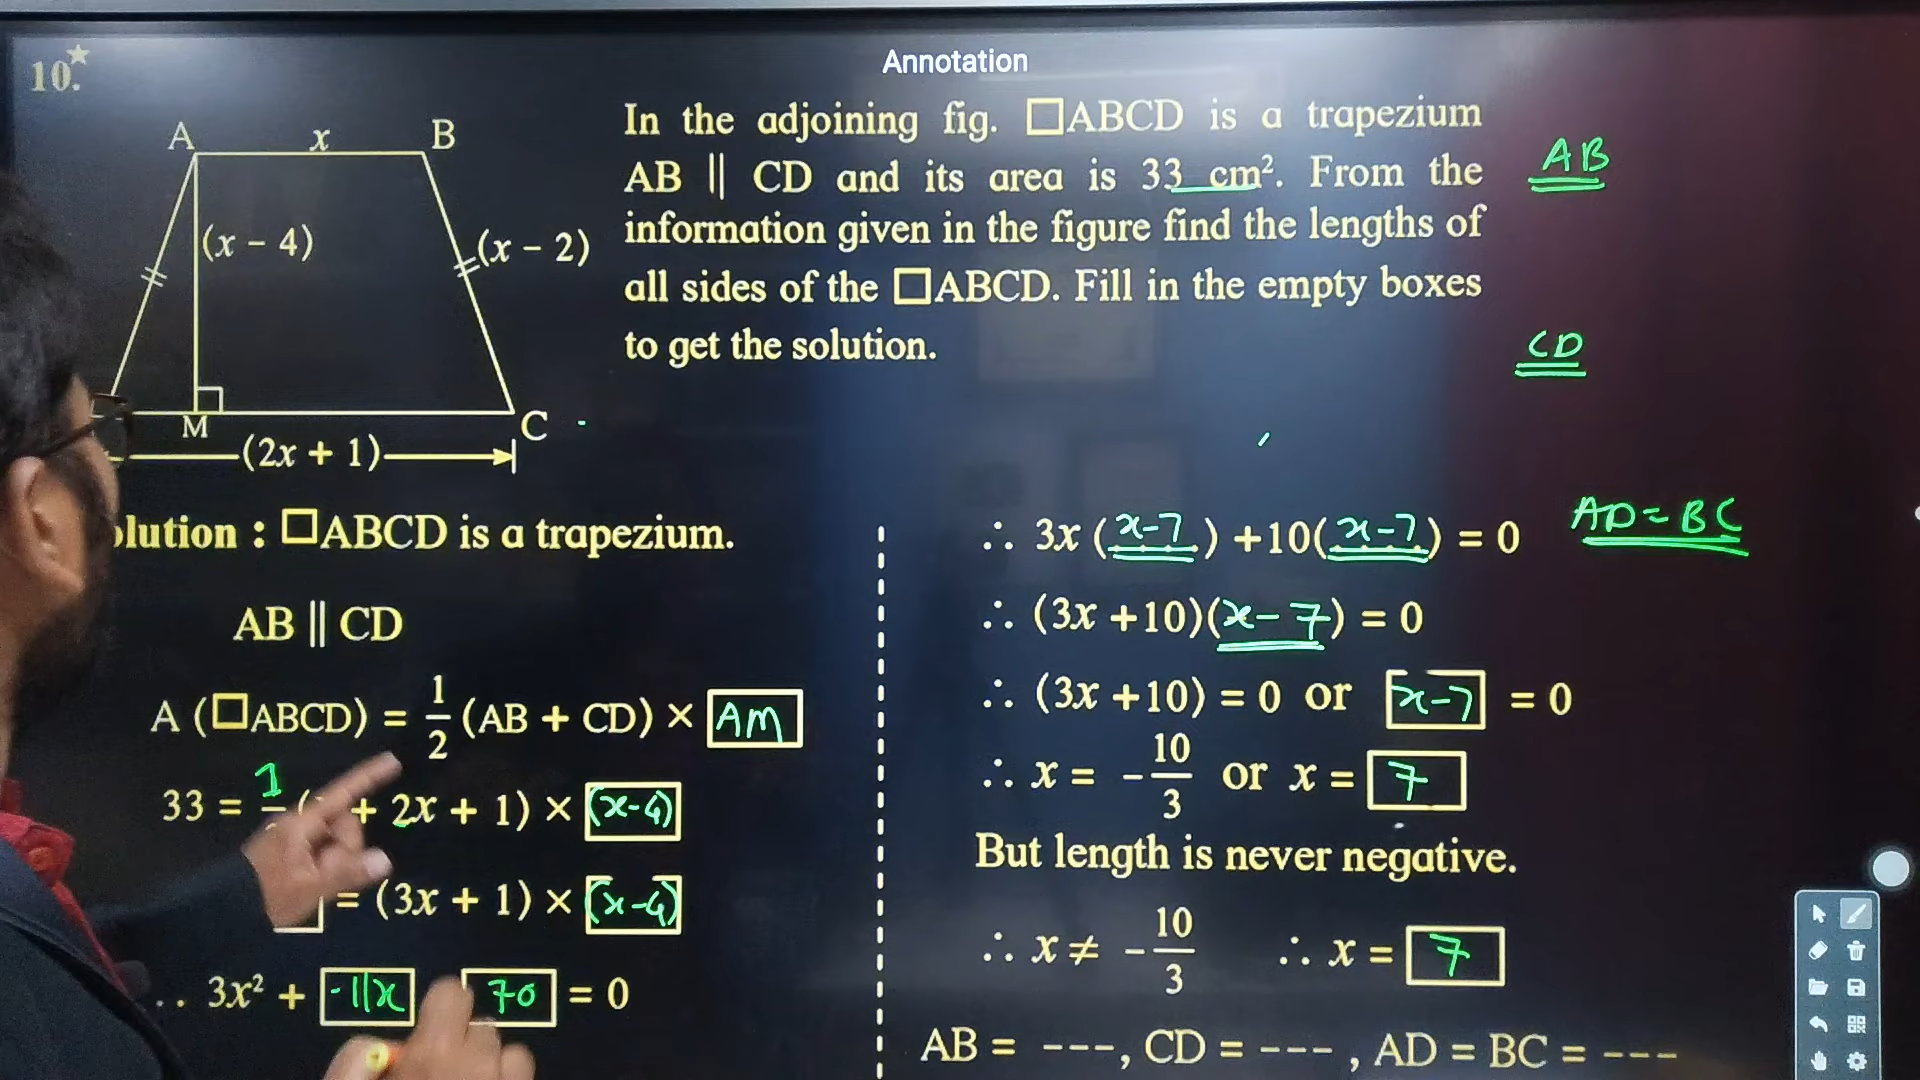 Annotation
10.
A x B
(x – 4)
(x – 2)
M
C
(2x + 1)
In the adjoining fig. □ABCD is a trapezium
AB || CD and its area is 33 cm². From the
information given in the figure find the lengths of
all sides of the □ABCD. Fill in the empty boxes
to get the solution.
AB
CD
AD = BC
lution : □ABCD is a trapezium.
AB || CD
A (□ABCD) = 1/2 (AB + CD) × AM
33 = 1 + 2x + 1) × (x-4)
= (3x + 1) × (x-4)
3x² + -11x 70 = 0
∴ 3x (x-7) +10(x-7) = 0
∴ (3x +10)(x-7) = 0
∴ (3x +10) = 0 or x-7 = 0
∴ x = -10/3 or x = 7
But length is never negative.
∴ x ≠ -10/3 ∴ x = 7
AB = ---, CD = --- , AD = BC = ---